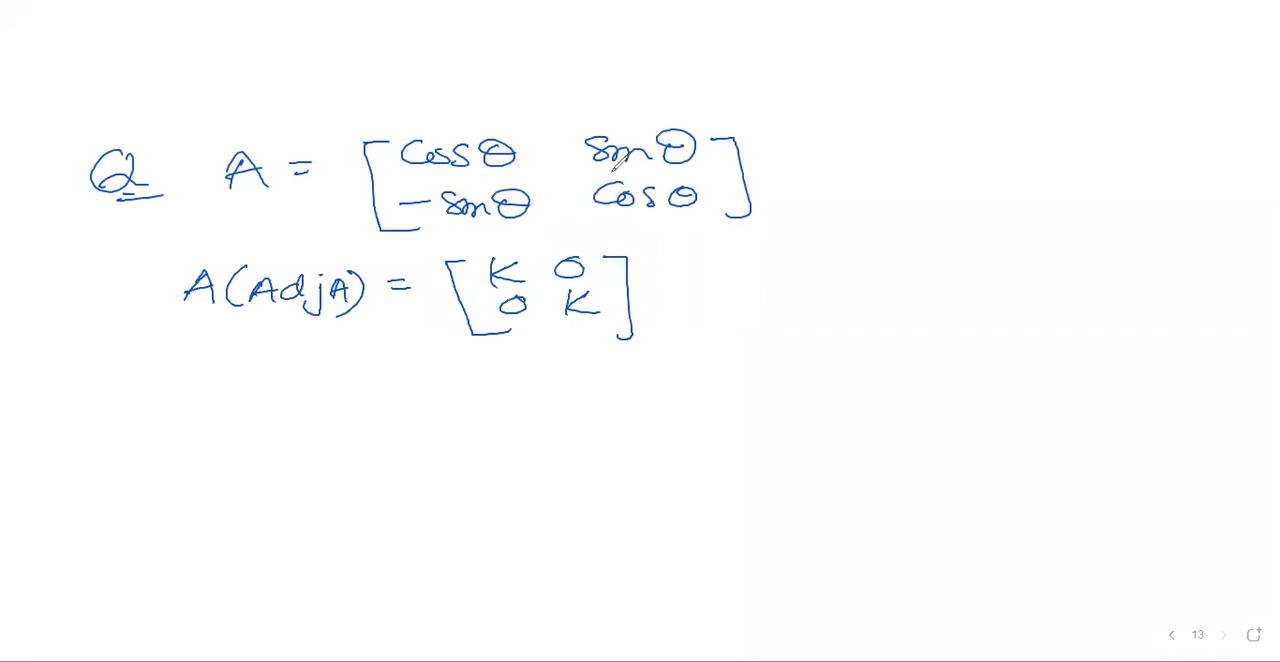 Q A = [ Cosθ Sinθ
-Sinθ Cosθ ]
A(AdjA) = [ K 0
0 K ]
13